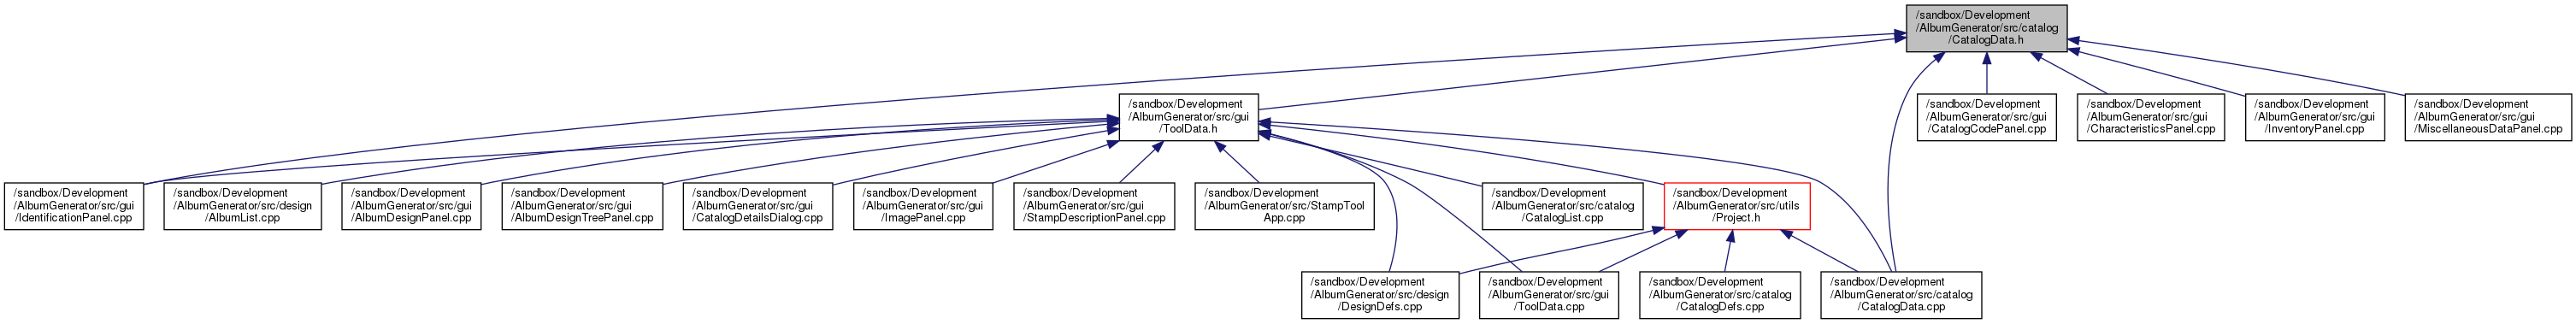 /sandbox/Development
/AlbumGenerator/src/catalog
/CatalogData.h
/sandbox/Development
/AlbumGenerator/src/gui
/ToolData.h
/sandbox/Development
/AlbumGenerator/src/gui
/CatalogCodePanel.cpp
/sandbox/Development
/AlbumGenerator/src/gui
/CharacteristicsPanel.cpp
/sandbox/Development
/AlbumGenerator/src/gui
/InventoryPanel.cpp
/sandbox/Development
/AlbumGenerator/src/gui
/MiscellaneousDataPanel.cpp
/sandbox/Development
/AlbumGenerator/src/gui
/IdentificationPanel.cpp
/sandbox/Development
/AlbumGenerator/src/design
/AlbumList.cpp
/sandbox/Development
/AlbumGenerator/src/gui
/AlbumDesignPanel.cpp
/sandbox/Development
/AlbumGenerator/src/gui
/AlbumDesignTreePanel.cpp
/sandbox/Development
/AlbumGenerator/src/gui
/CatalogDetailsDialog.cpp
/sandbox/Development
/AlbumGenerator/src/gui
/ImagePanel.cpp
/sandbox/Development
/AlbumGenerator/src/gui
/StampDescriptionPanel.cpp
/sandbox/Development
/AlbumGenerator/src/StampTool
App.cpp
/sandbox/Development
/AlbumGenerator/src/catalog
/CatalogList.cpp
/sandbox/Development
/AlbumGenerator/src/utils
/Project.h
/sandbox/Development
/AlbumGenerator/src/design
/DesignDefs.cpp
/sandbox/Development
/AlbumGenerator/src/gui
/ToolData.cpp
/sandbox/Development
/AlbumGenerator/src/catalog
/CatalogDefs.cpp
/sandbox/Development
/AlbumGenerator/src/catalog
/CatalogData.cpp